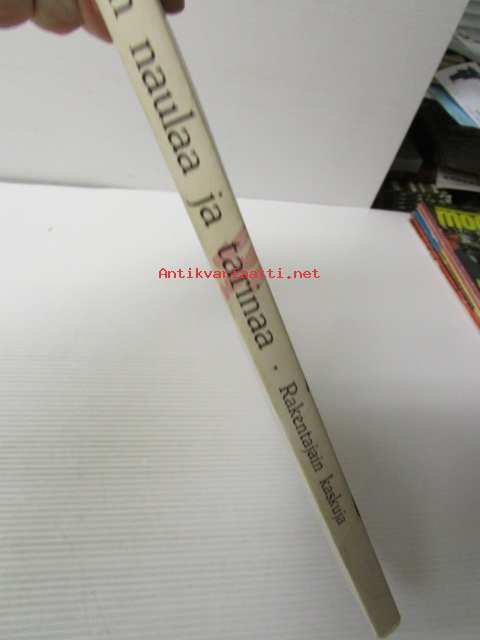 n naulaa ja tarinaa · Rakentajain kaskuja
Antikvariaatti.net